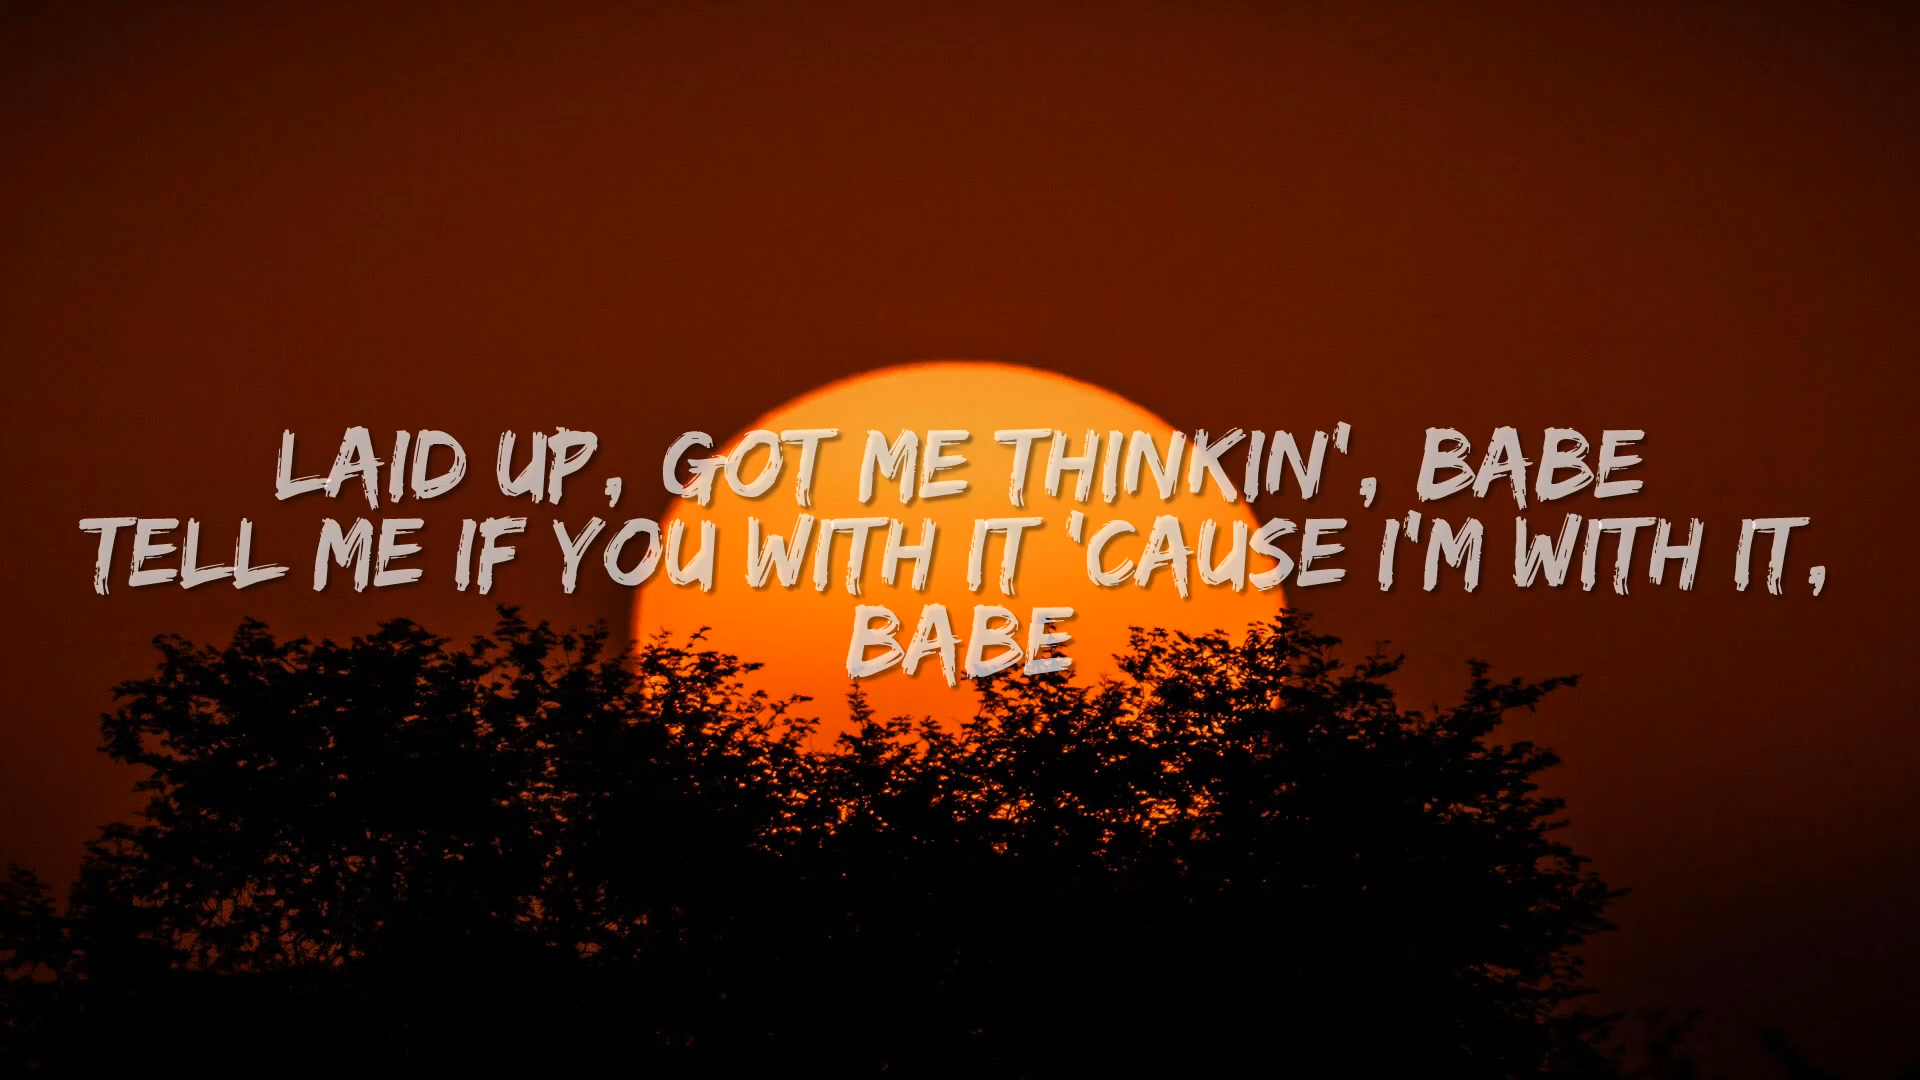 LAID UP, GOT ME THINKIN', BABE
TELL ME IF YOU WITH IT 'CAUSE I'M WITH IT,
BABE